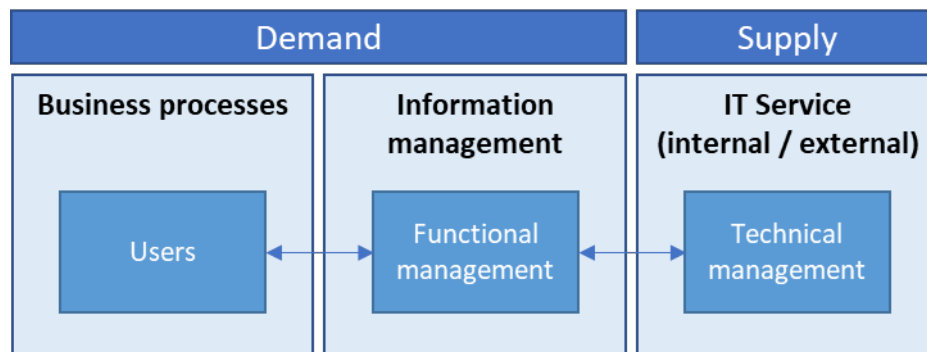 Demand
Supply
Business processes
Information
management
IT Service
(internal / external)
Users
Functional
management
Technical
management